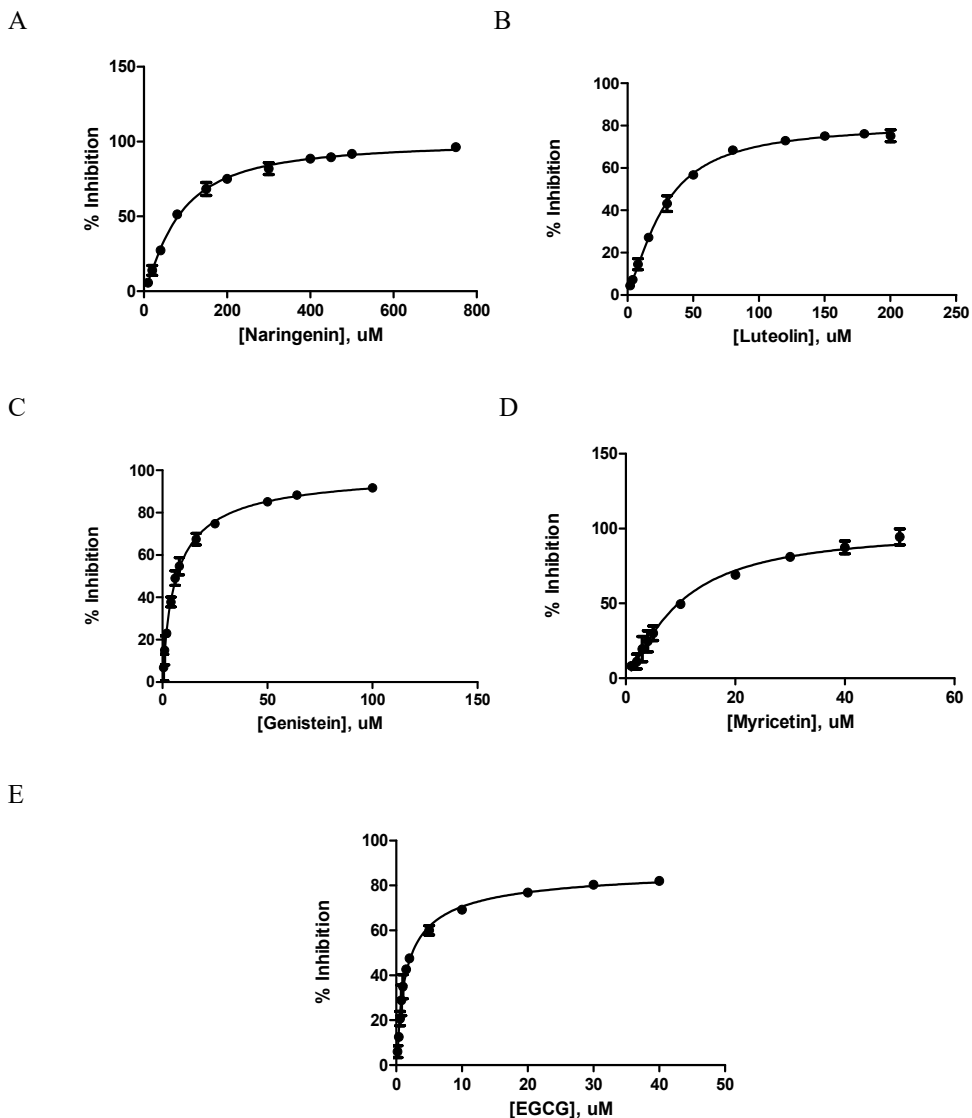 A
B
150
100
50
0
% Inhibition
0 200 400 600 800
[Naringenin], uM
100
80
60
40
20
0
% Inhibition
0 50 100 150 200 250
[Luteolin], uM
C
D
100
80
60
40
20
0
% Inhibition
0 50 100 150
[Genistein], uM
150
100
50
0
% Inhibition
0 20 40 60
[Myricetin], uM
E
100
80
60
40
20
0
% Inhibition
0 10 20 30 40 50
[EGCG], uM